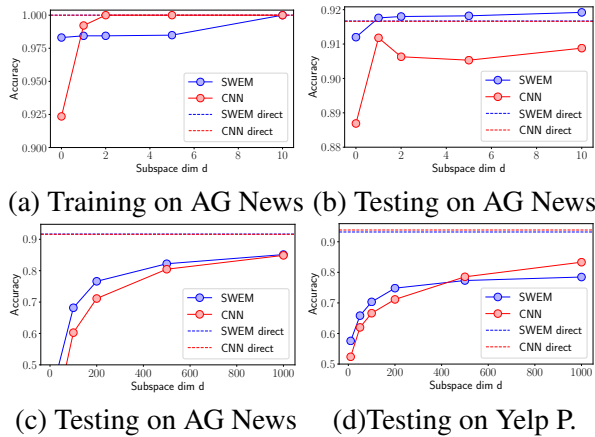 1.000
0.975
0.950
0.925
0.900
Accuracy
SWEM
CNN
SWEM direct
CNN direct
0 2 4 6 8 10
Subspace dim d
(a) Training on AG News
0.92
0.91
0.90
0.89
0.88
Accuracy
SWEM
CNN
SWEM direct
CNN direct
0 2 4 6 8 10
Subspace dim d
(b) Testing on AG News
0.9
0.8
0.7
0.6
0.5
Accuracy
SWEM
CNN
SWEM direct
CNN direct
0 200 400 600 800 1000
Subspace dim d
(c) Testing on AG News
0.9
0.8
0.7
0.6
0.5
Accuracy
SWEM
CNN
SWEM direct
CNN direct
0 200 400 600 800 1000
Subspace dim d
(d)Testing on Yelp P.